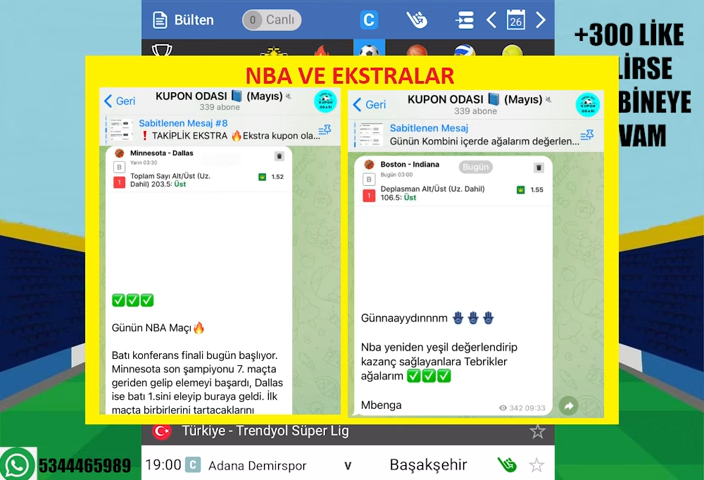 Bülten
0 Canlı
C
26
+300 LİKE
LİRSE
BİNEYE
VAM
NBA VE EKSTRALAR
Geri
KUPON ODASI 📘 (Mayıs)
339 abone
Sabitlenen Mesaj #8
❗ TAKİPLİK EKSTRA 🔥Ekstra kupon ola...
Minnesota - Dallas
Yarın 03:30
B
1
Toplam Sayı Alt/Üst (Uz.
Dahil) 203.5: Üst
1.52
✅✅✅
Günün NBA Maçı🔥
Batı konferans finali bugün başlıyor.
Minnesota son şampiyonu 7. maçta
geriden gelip elemeyi başardı, Dallas
ise batı 1.sini eleyip buraya geldi. İlk
maçta birbirlerini tartacaklarını
Geri
KUPON ODASI 📘 (Mayıs)
339 abone
Sabitlenen Mesaj
Günün Kombini içerde ağalarım değerlen...
Boston - Indiana
Bugün 03:00
Bugün
B
1
Deplasman Alt/Üst (Uz. Dahil)
106.5: Üst
1.55
Günnaayydınnnm 🪬🪬🪬
Nba yeniden yeşil değerlendirip
kazanç sağlayanlara Tebrikler
ağalarım ✅✅✅
Mbenga
342 09:33
Türkiye - Trendyol Süper Lig
19:00 C Adana Demirspor v Başakşehir
5344465989